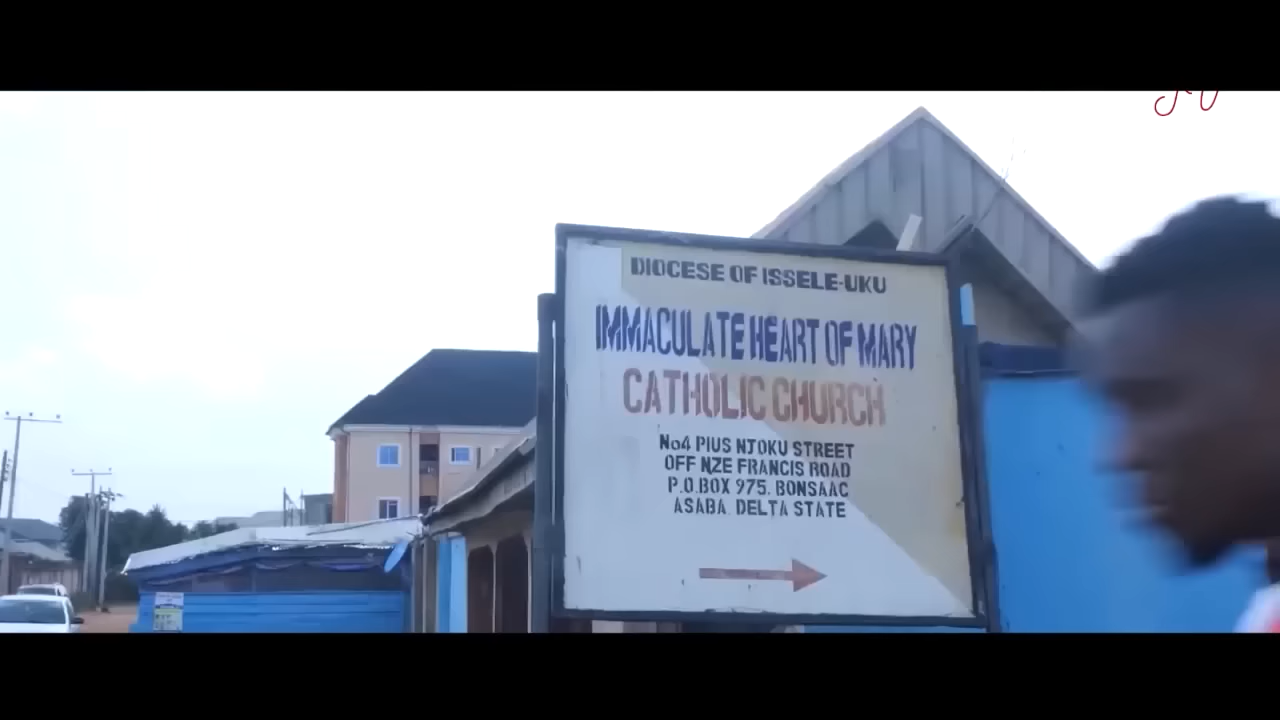 DIOCESE OF ISSELE-UKU
IMMACULATE HEART OF MARY
CATHOLIC CHURCH
No4 PIUS NJOKU STREET
OFF NZE FRANCIS ROAD
P.O.BOX 975. BONSAAC
ASABA. DELTA STATE